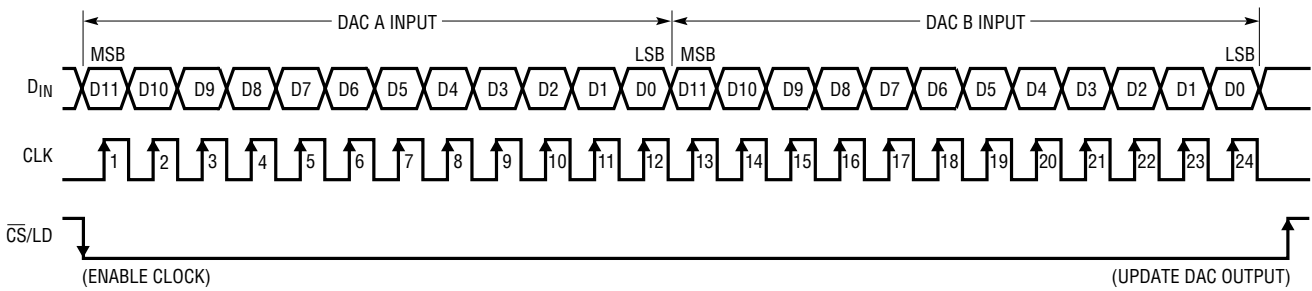 DAC A INPUT DAC B INPUT
MSB LSB MSB LSB
DIN D11 D10 D9 D8 D7 D6 D5 D4 D3 D2 D1 D0 D11 D10 D9 D8 D7 D6 D5 D4 D3 D2 D1 D0
CLK 1 2 3 4 5 6 7 8 9 10 11 12 13 14 15 16 17 18 19 20 21 22 23 24
C̅S̅/LD
(ENABLE CLOCK) (UPDATE DAC OUTPUT)